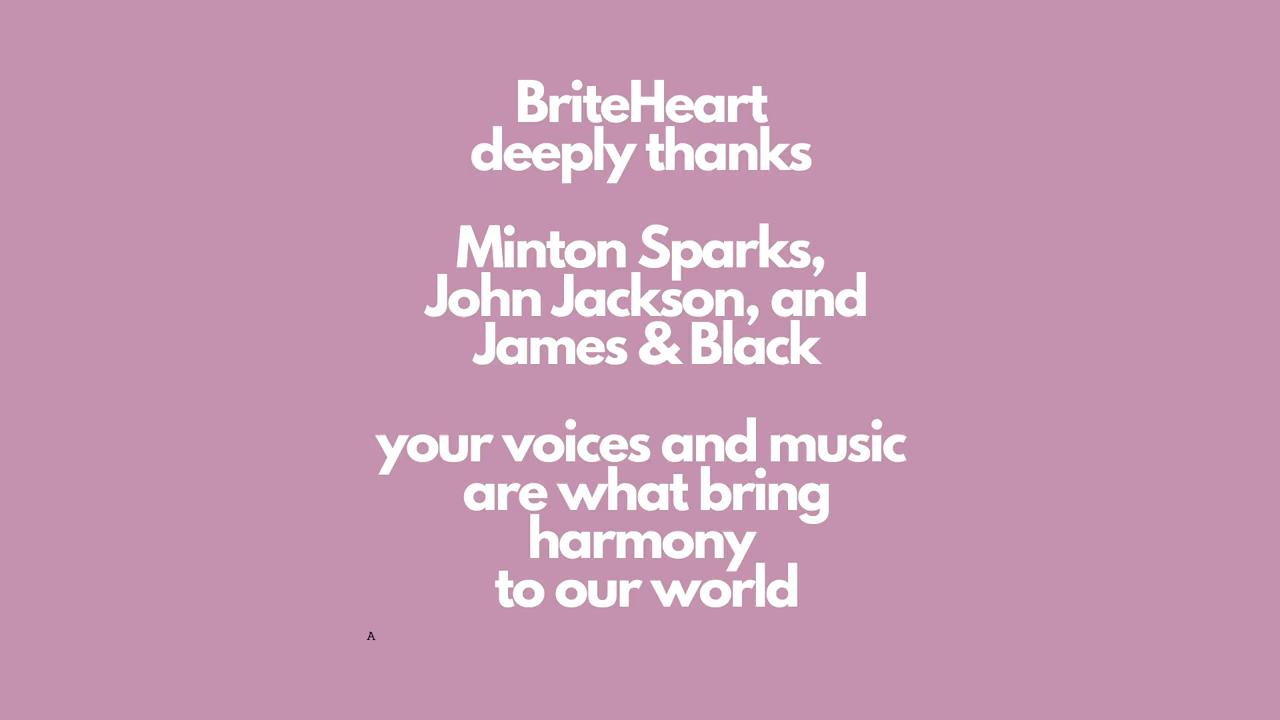 BriteHeart
deeply thanks
Minton Sparks,
John Jackson, and
James & Black
your voices and music
are what bring
harmony
to our world
A